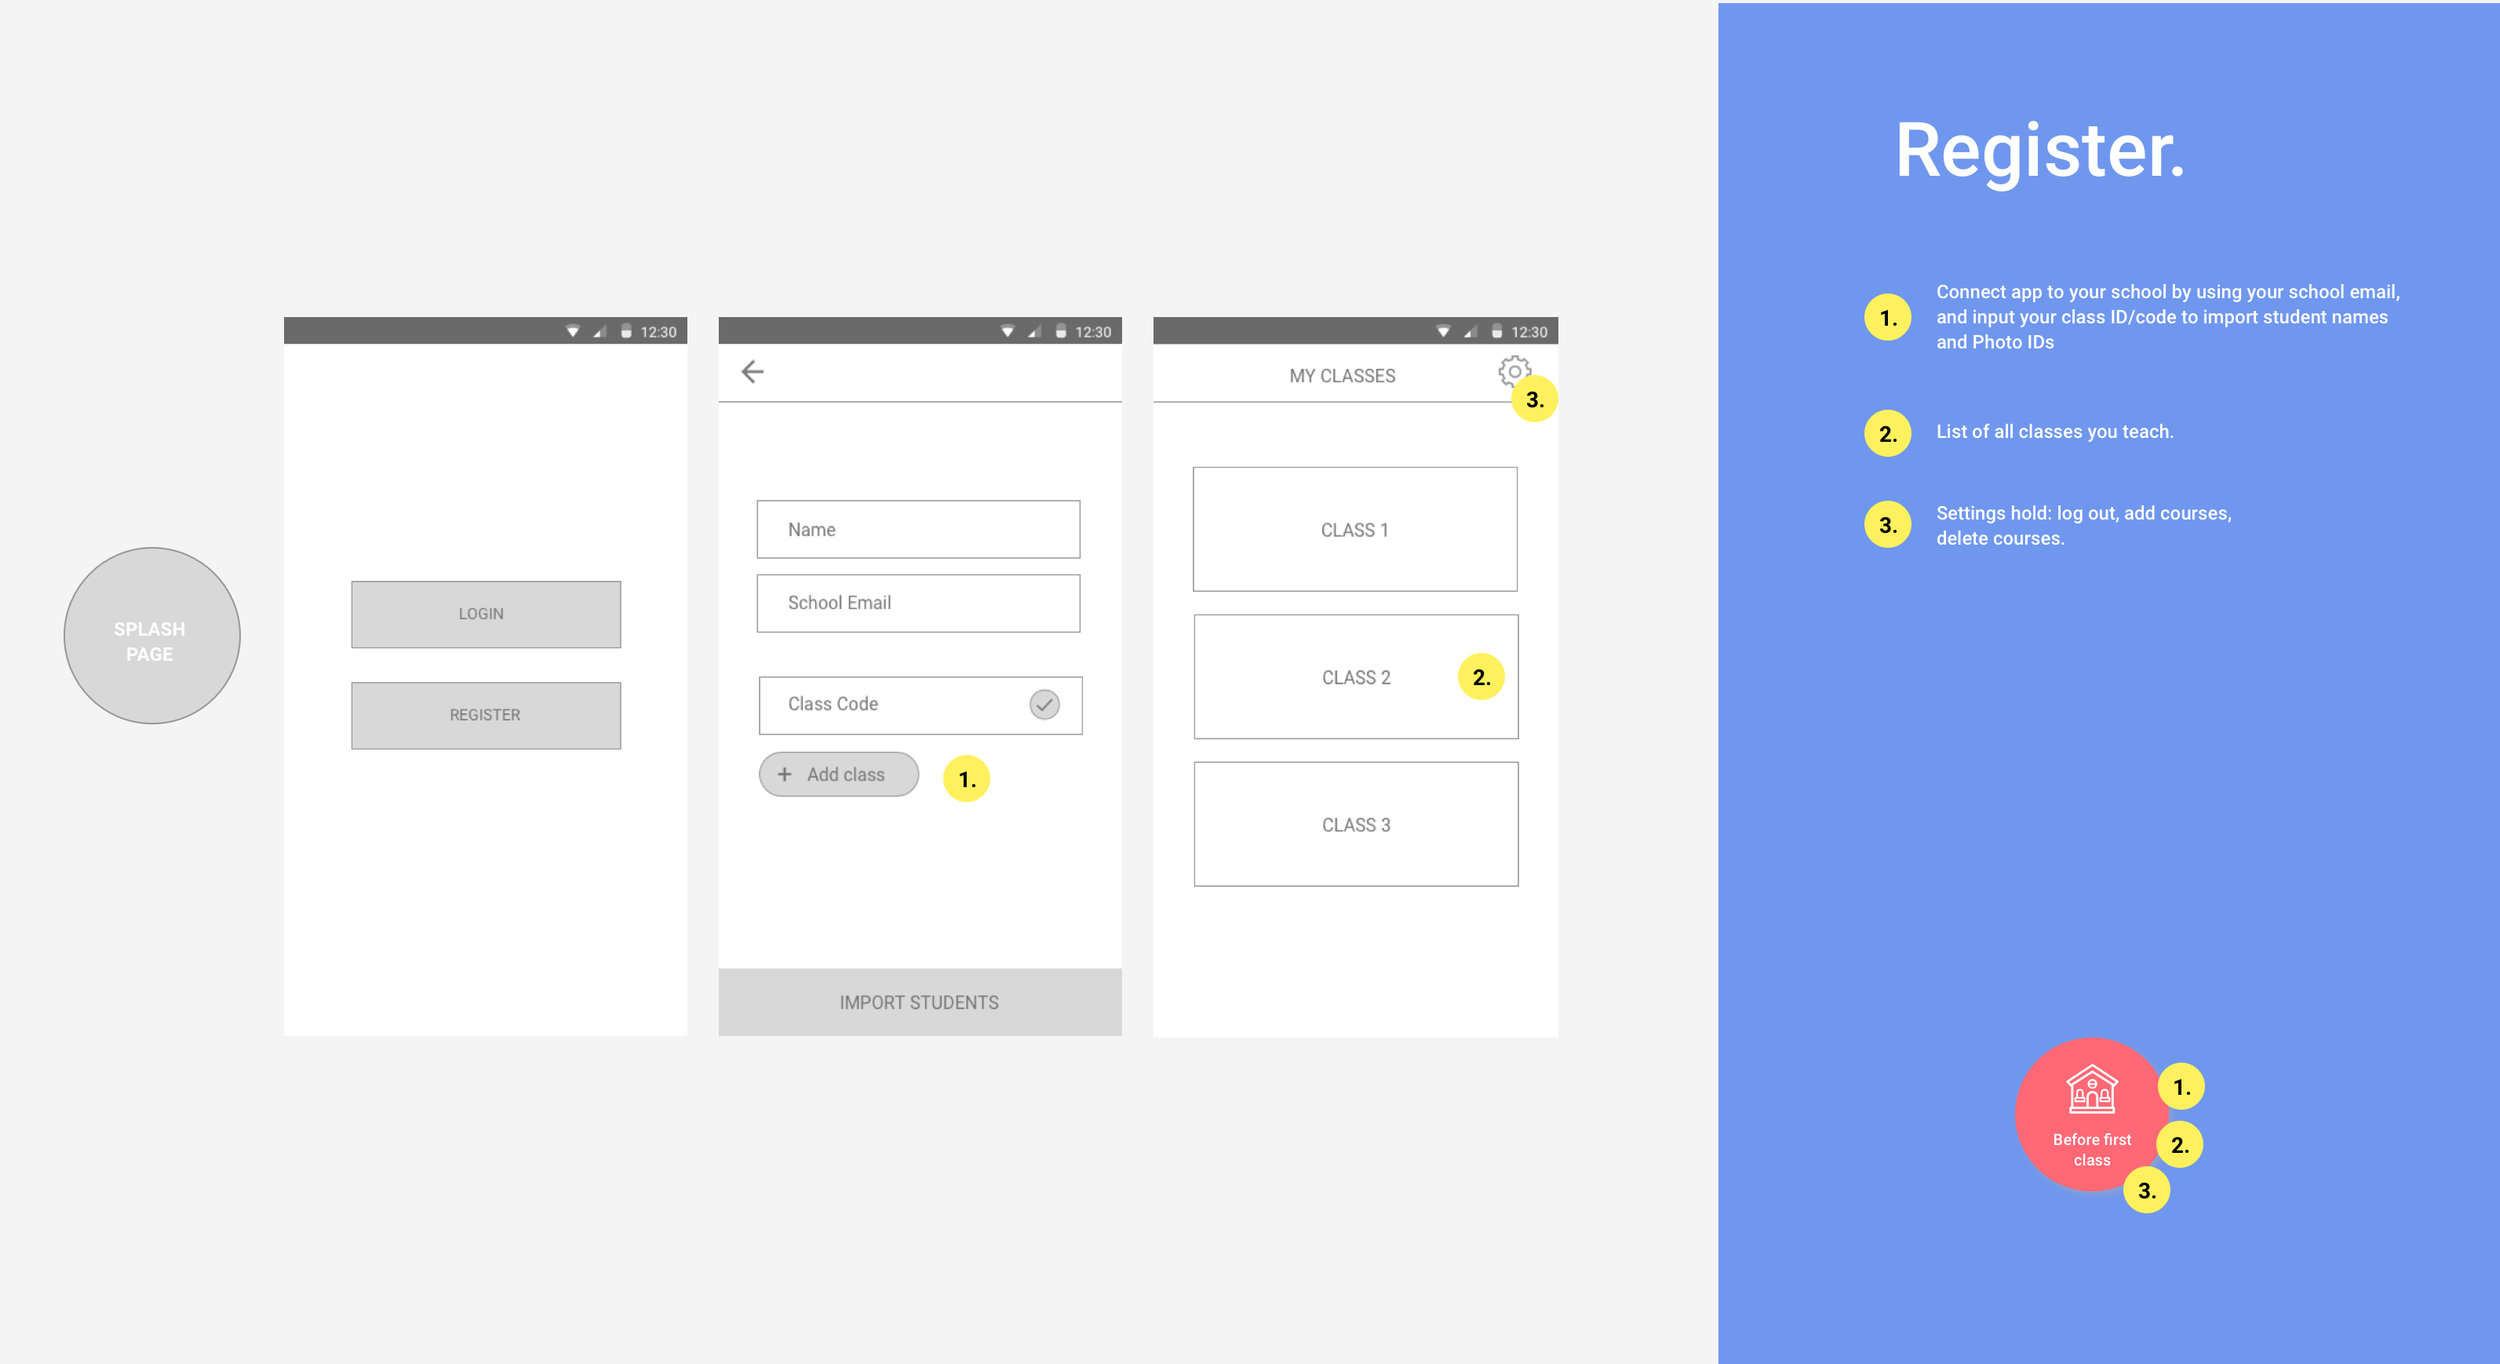 SPLASH
PAGE
12:30
LOGIN
REGISTER
12:30
Name
School Email
Class Code
+ Add class
1.
IMPORT STUDENTS
12:30
MY CLASSES
3.
CLASS 1
CLASS 2
2.
CLASS 3
Register.
1.
Connect app to your school by using your school email,
and input your class ID/code to import student names
and Photo IDs
2.
List of all classes you teach.
3.
Settings hold: log out, add courses,
delete courses.
Before first
class
1.
2.
3.